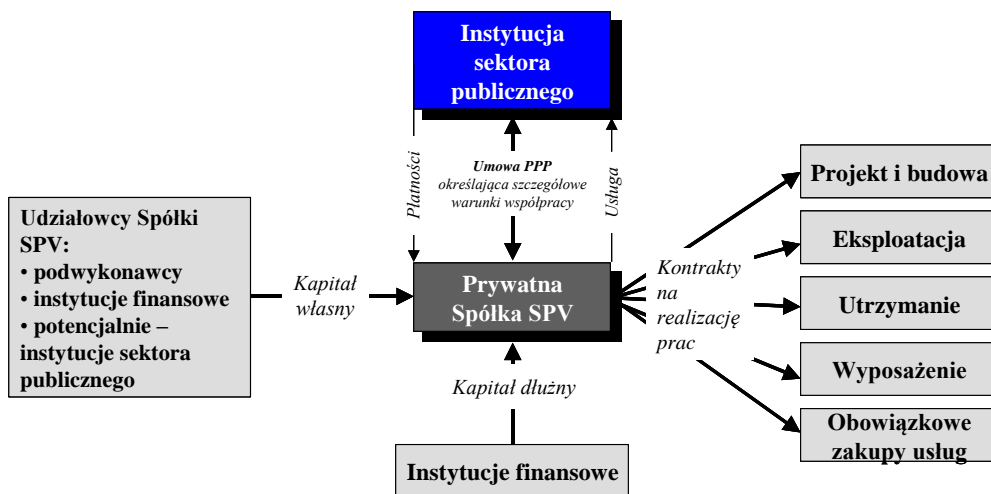 Instytucja
sektora
publicznego
Płatności
Umowa PPP
określająca szczegółowe
warunki współpracy
Usługa
Udziałowcy Spółki
SPV:
• podwykonawcy
• instytucje finansowe
• potencjalnie –
instytucje sektora
publicznego
Kapitał
własny
Prywatna
Spółka SPV
Kontrakty
na
realizację
prac
Projekt i budowa
Eksploatacja
Utrzymanie
Wyposażenie
Obowiązkowe
zakupy usług
Kapitał dłużny
Instytucje finansowe